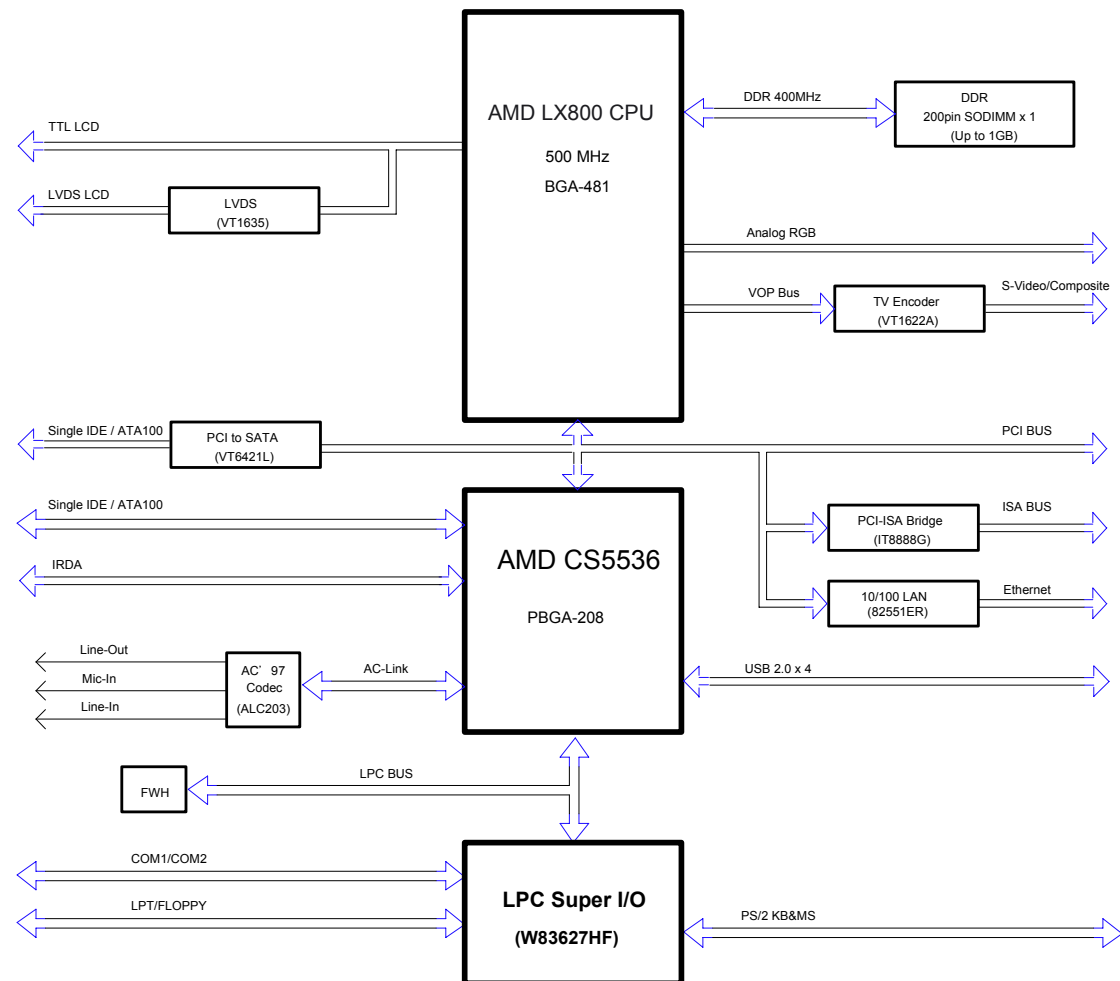 AMD LX800 CPU
500 MHz
BGA-481
DDR 400MHz
DDR
200pin SODIMM x 1
(Up to 1GB)
TTL LCD
LVDS LCD
LVDS
(VT1635)
Analog RGB
VOP Bus
TV Encoder
(VT1622A)
S-Video/Composite
Single IDE / ATA100
PCI to SATA
(VT6421L)
PCI BUS
Single IDE / ATA100
IRDA
AMD CS5536
PBGA-208
PCI-ISA Bridge
(IT8888G)
ISA BUS
10/100 LAN
(82551ER)
Ethernet
Line-Out
Mic-In
Line-In
AC’97
Codec
(ALC203)
AC-Link
USB 2.0 x 4
FWH
LPC BUS
COM1/COM2
LPT/FLOPPY
LPC Super I/O
(W83627HF)
PS/2 KB&MS